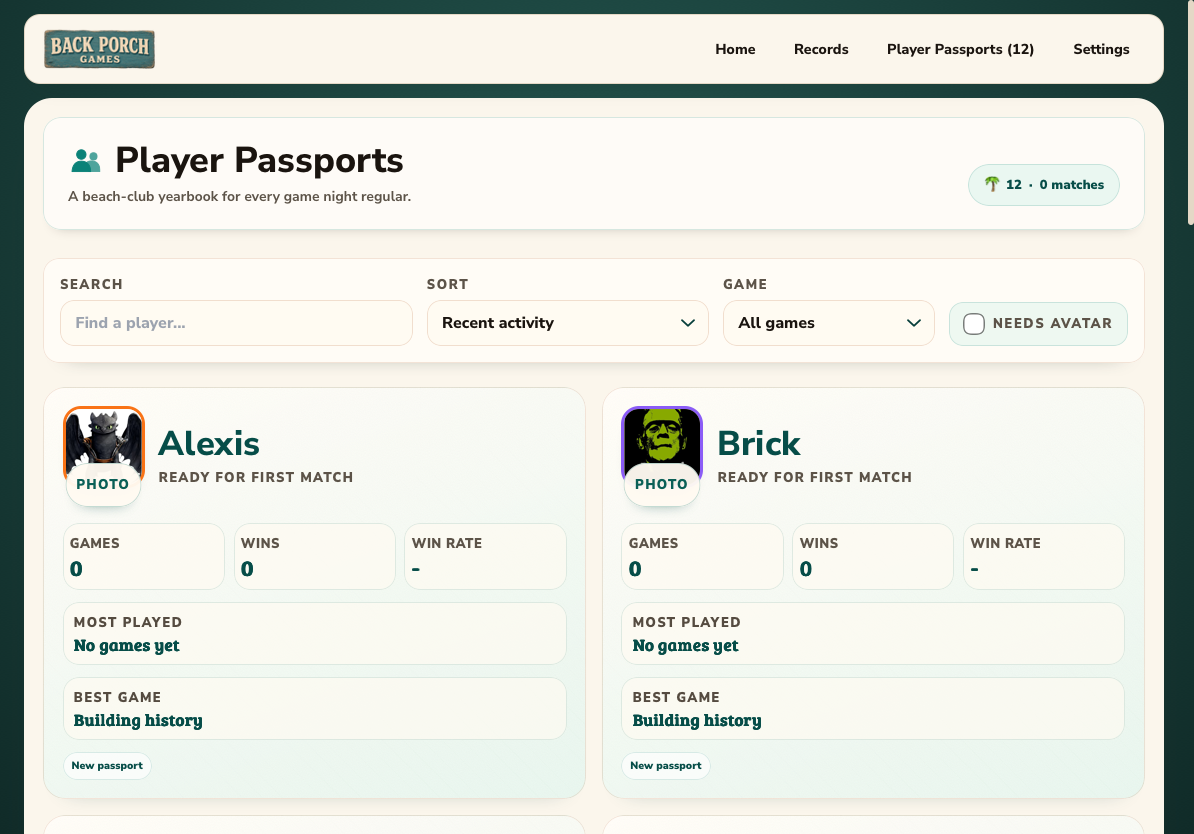 BACK PORCH
GAMES
Home Records Player Passports (12) Settings
Player Passports
A beach-club yearbook for every game night regular.
12 · 0 matches
SEARCH SORT GAME
Find a player... Recent activity All games NEEDS AVATAR
Alexis
READY FOR FIRST MATCH
PHOTO
GAMES WINS WIN RATE
0 0 -
MOST PLAYED
No games yet
BEST GAME
Building history
New passport
Brick
READY FOR FIRST MATCH
PHOTO
GAMES WINS WIN RATE
0 0 -
MOST PLAYED
No games yet
BEST GAME
Building history
New passport